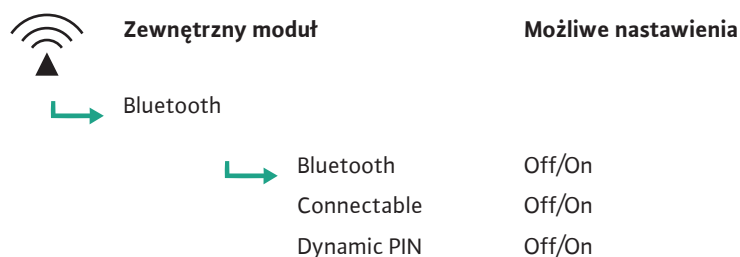 Zewnętrzny moduł Możliwe nastawienia
Bluetooth
Bluetooth Off/On
Connectable Off/On
Dynamic PIN Off/On